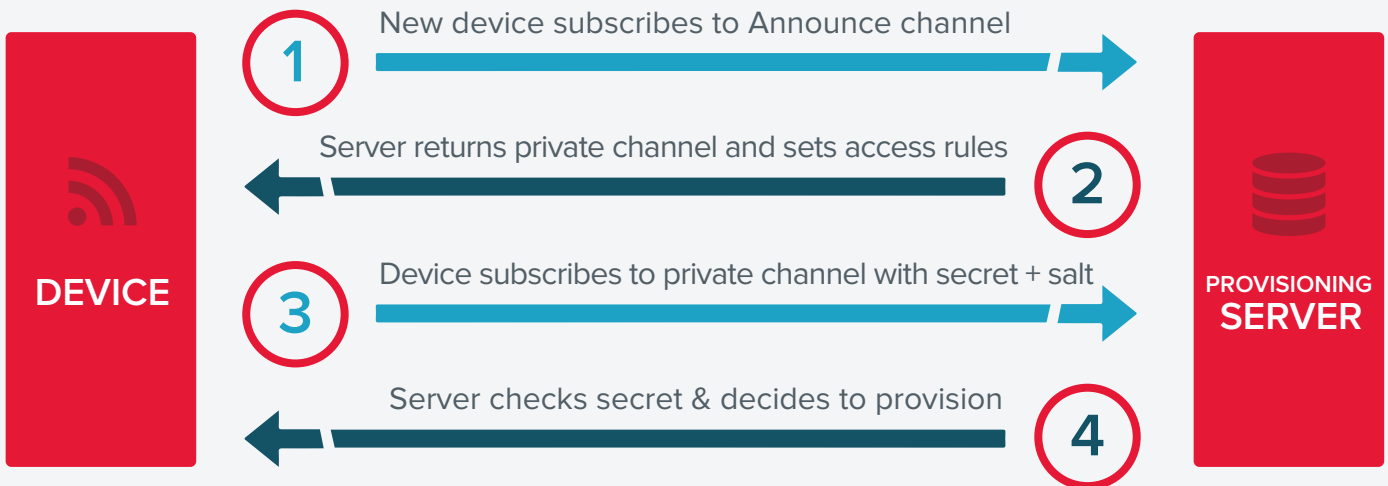 New device subscribes to Announce channel
1
Server returns private channel and sets access rules
2
DEVICE
Device subscribes to private channel with secret + salt
3
PROVISIONING
SERVER
Server checks secret & decides to provision
4